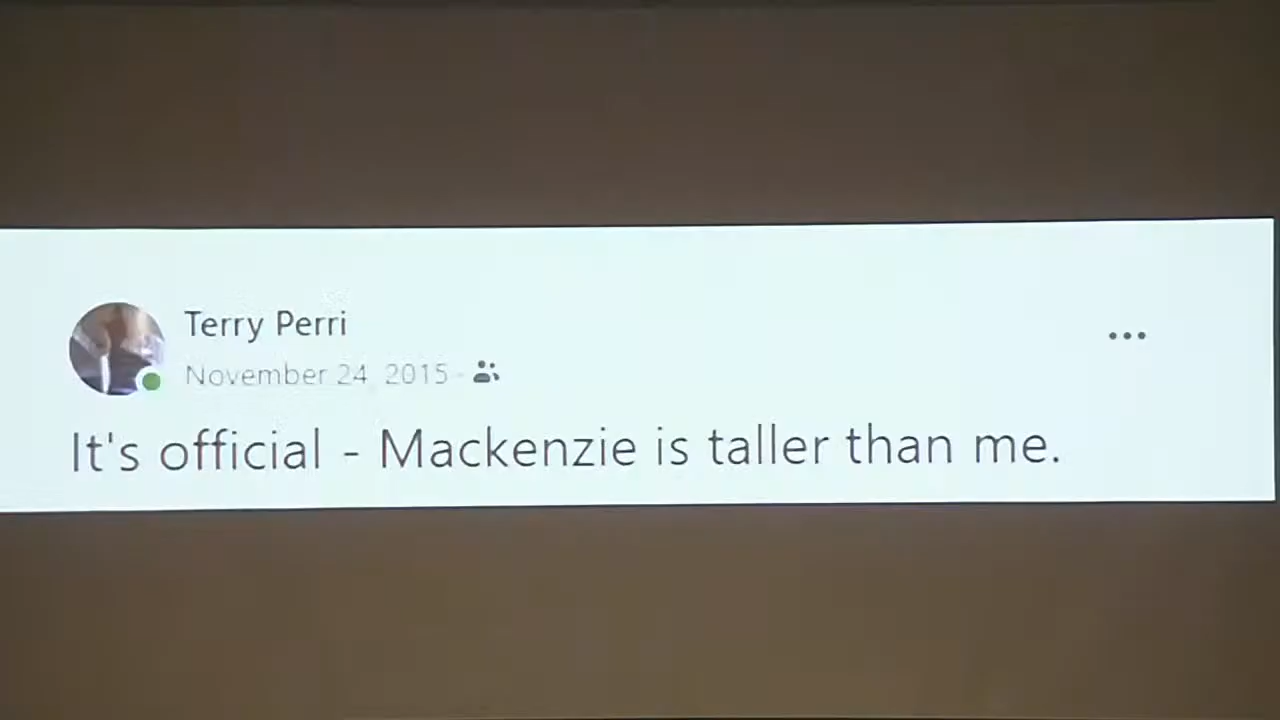 Terry Perri
November 24 2015
It's official - Mackenzie is taller than me.